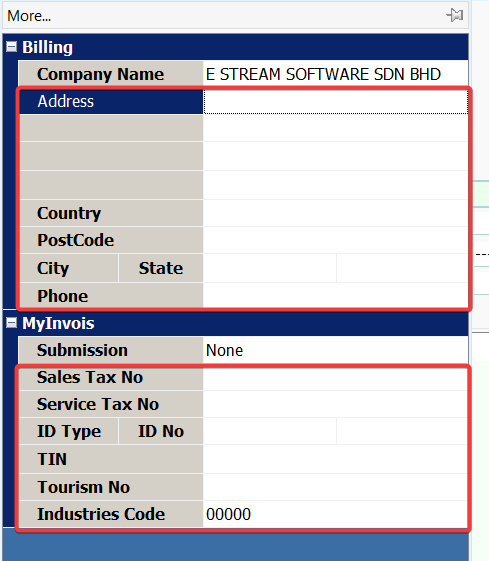 More...
Billing
Company Name E STREAM SOFTWARE SDN BHD
Address
Country
PostCode
City State
Phone
MyInvois
Submission None
Sales Tax No
Service Tax No
ID Type ID No
TIN
Tourism No
Industries Code 00000